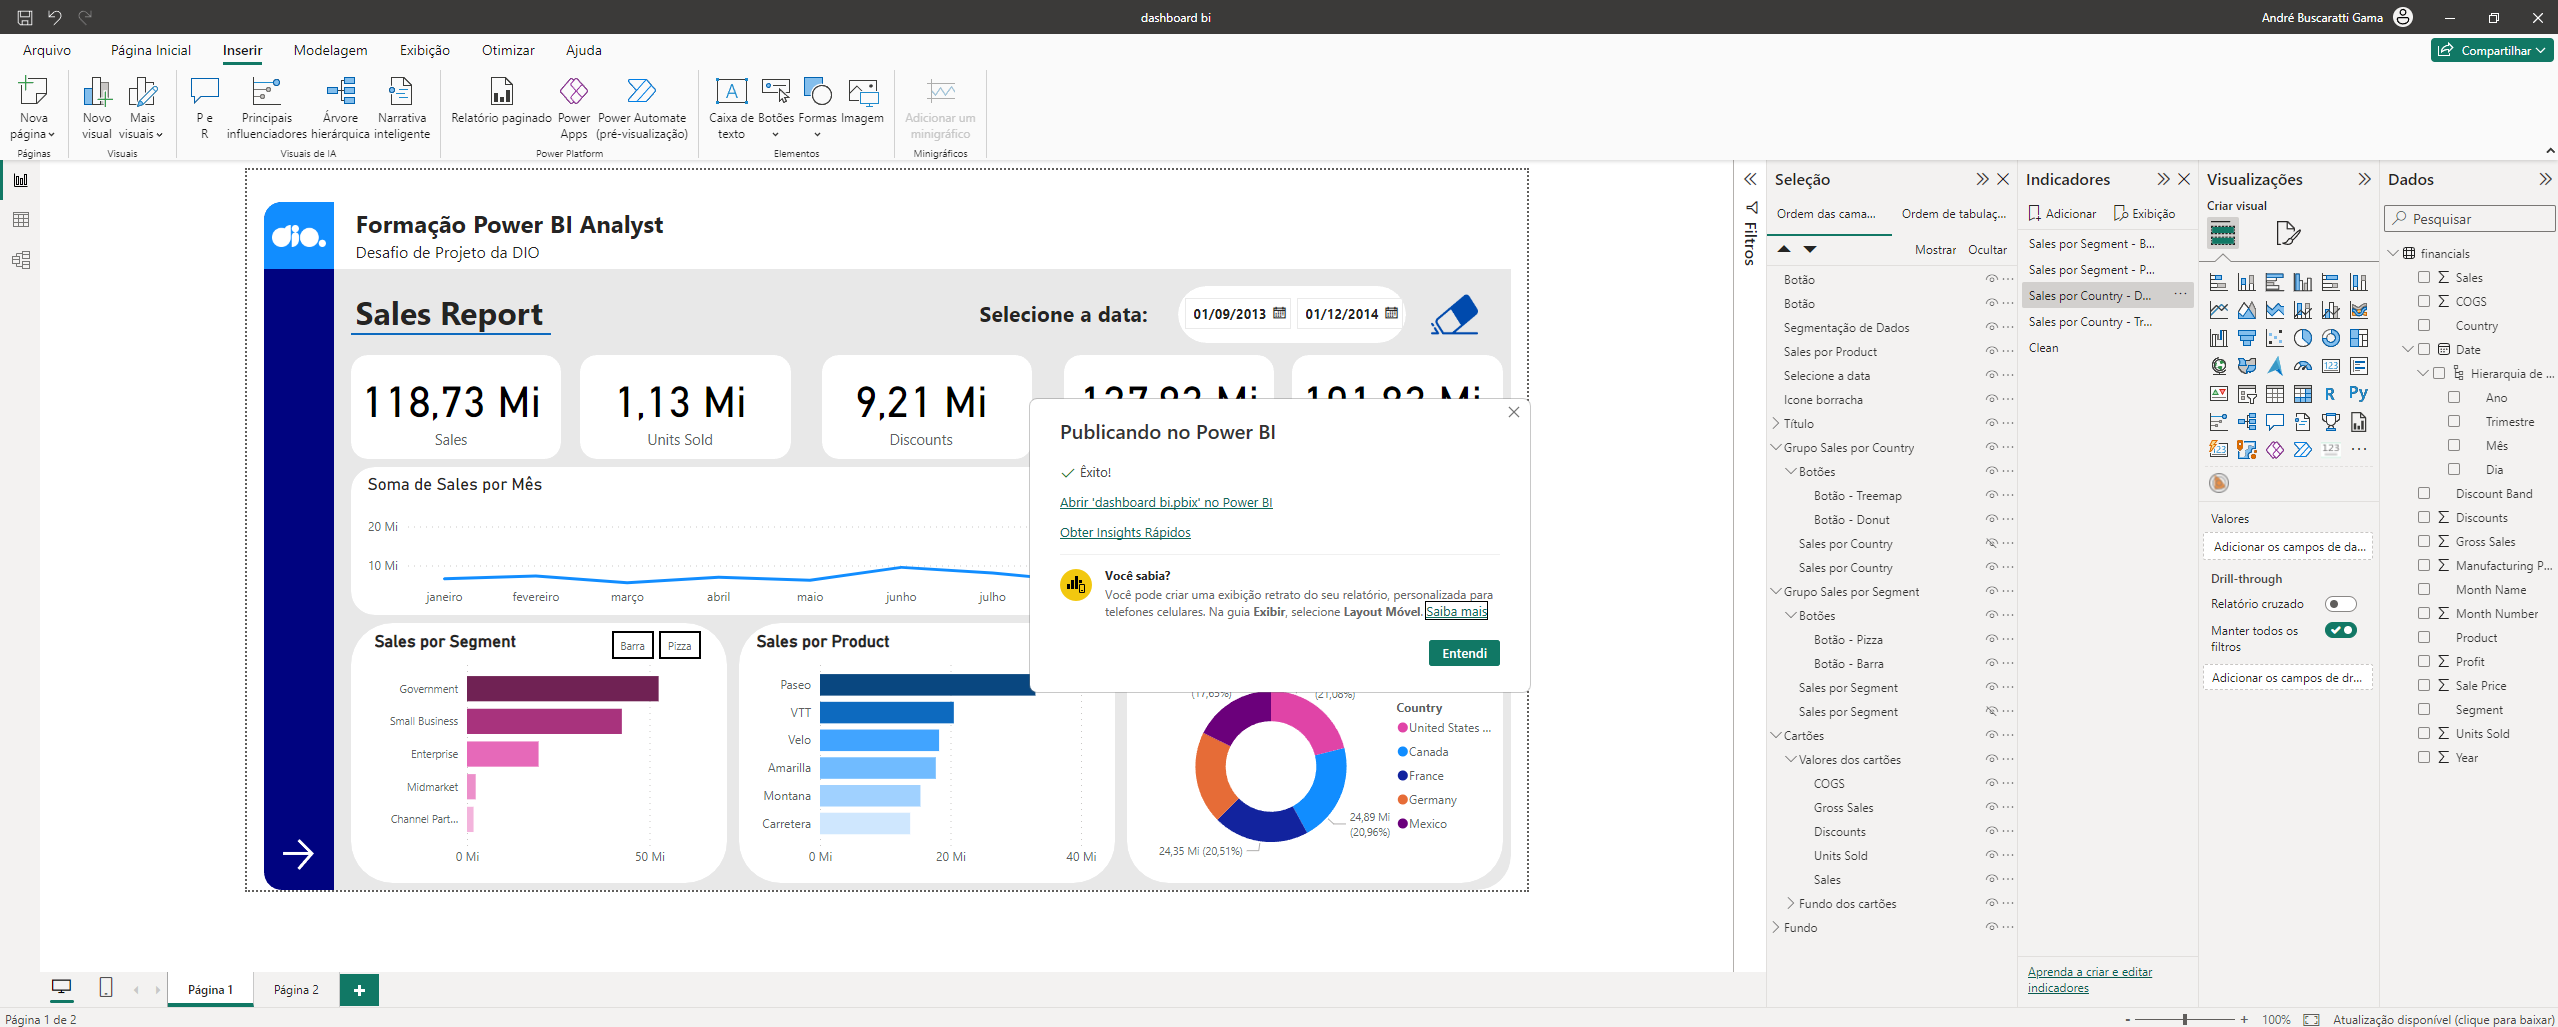 dashboard bi
André Buscaratti Gama
Arquivo
Página Inicial
Inserir
Modelagem
Exibição
Otimizar
Ajuda
Compartilhar
Nova página
Novo visual
Mais visuais
P e R
Principais influenciadores
Árvore hierárquica
Narrativa inteligente
Relatório paginado
Power Apps
Power Automate (pré-visualização)
Caixa de texto
Botões
Formas
Imagem
Adicionar um minigráfico
Páginas
Visuais
Visuais de IA
Power Platform
Elementos
Minigráficos
dio.
Formação Power BI Analyst
Desafio de Projeto da DIO
Sales Report
Selecione a data:
01/09/2013
01/12/2014
118,73 Mi
Sales
1,13 Mi
Units Sold
9,21 Mi
Discounts
Soma de Sales por Mês
20 Mi
10 Mi
janeiro
fevereiro
março
abril
maio
junho
julho
Publicando no Power BI
Êxito!
Abrir 'dashboard bi.pbix' no Power BI
Obter Insights Rápidos
Você sabia?
Você pode criar uma exibição retrato do seu relatório, personalizada para
telefones celulares. Na guia Exibir, selecione Layout Móvel. Saiba mais
Entendi
Sales por Segment
Barra
Pizza
Government
Small Business
Enterprise
Midmarket
Channel Part...
0 Mi
50 Mi
Sales por Product
Paseo
VTT
Velo
Amarilla
Montana
Carretera
0 Mi
20 Mi
40 Mi
(17,65%)
(21,08%)
24,89 Mi
(20,96%)
24,35 Mi (20,51%)
Country
United States ...
Canada
France
Germany
Mexico
Filtros
Seleção
Ordem das cama...
Ordem de tabulaç...
Mostrar
Ocultar
Botão
Botão
Segmentação de Dados
Sales por Product
Selecione a data
Icone borracha
Título
Grupo Sales por Country
Botões
Botão - Treemap
Botão - Donut
Sales por Country
Sales por Country
Grupo Sales por Segment
Botões
Botão - Pizza
Botão - Barra
Sales por Segment
Sales por Segment
Cartões
Valores dos cartões
COGS
Gross Sales
Discounts
Units Sold
Sales
Fundo dos cartões
Fundo
Indicadores
Adicionar
Exibição
Sales por Segment - B...
Sales por Segment - P...
Sales por Country - D...
Sales por Country - Tr...
Clean
Aprenda a criar e editar
indicadores
Visualizações
Criar visual
R
Py
123
Valores
Adicionar os campos de da...
Drill-through
Relatório cruzado
Manter todos os
filtros
Adicionar os campos de dr...
Dados
Pesquisar
financials
Sales
COGS
Country
Date
Hierarquia de ...
Ano
Trimestre
Mês
Dia
Discount Band
Discounts
Gross Sales
Manufacturing P...
Month Name
Month Number
Product
Profit
Sale Price
Segment
Units Sold
Year
Página 1
Página 2
Página 1 de 2
100%
Atualização disponível (clique para baixar)